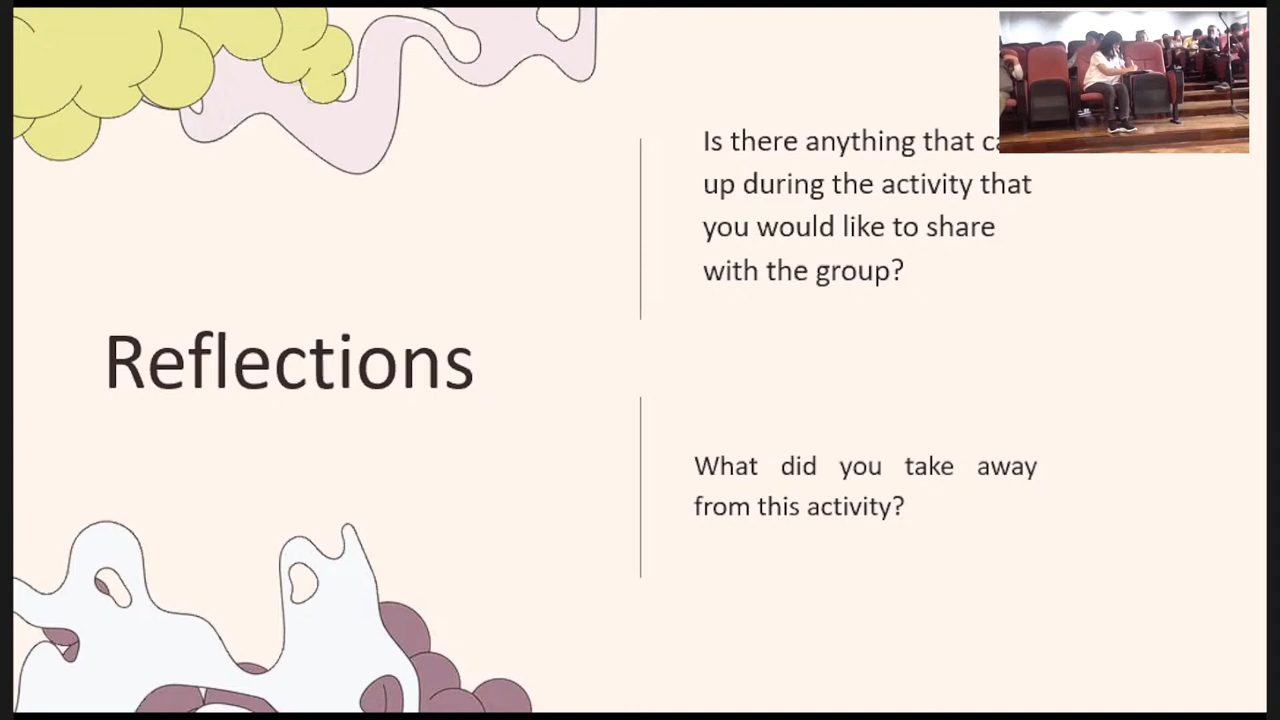 Reflections
Is there anything that
up during the activity that
you would like to share
with the group?
What did you take away
from this activity?